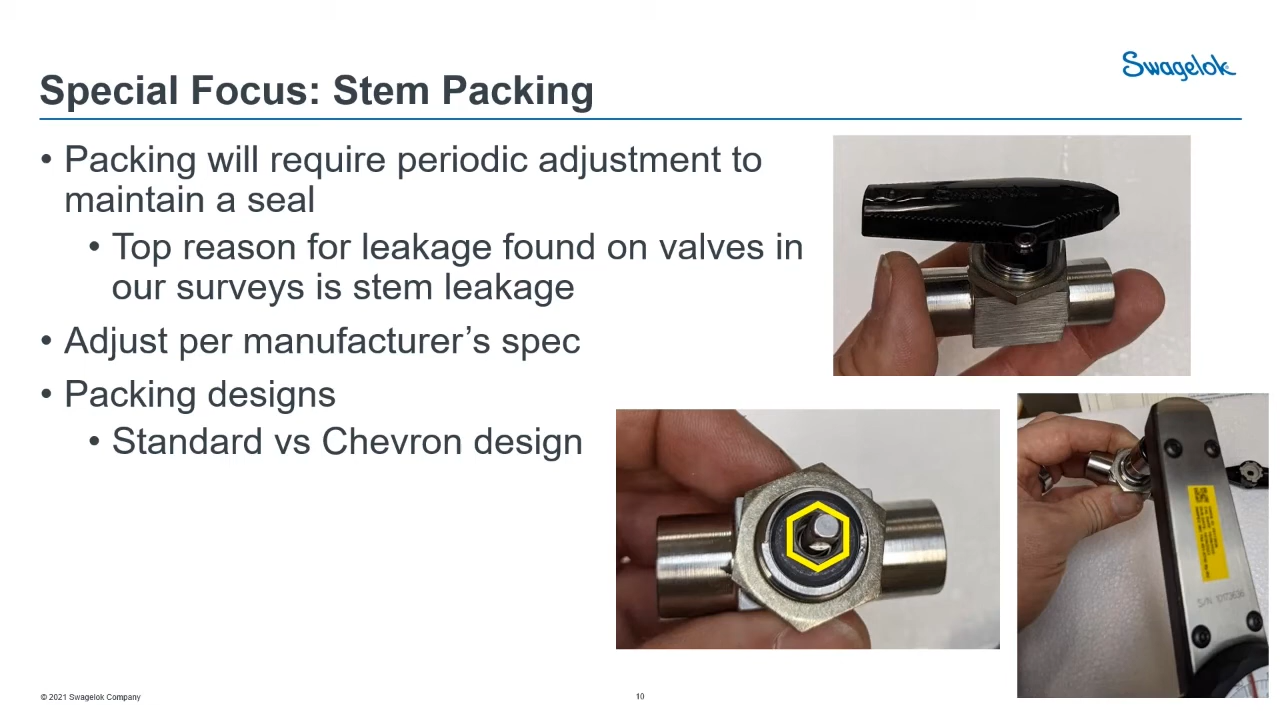 Swagelok
Special Focus: Stem Packing
• Packing will require periodic adjustment to
maintain a seal
• Top reason for leakage found on valves in
our surveys is stem leakage
• Adjust per manufacturer’s spec
• Packing designs
• Standard vs Chevron design
© 2021 Swagelok Company
10